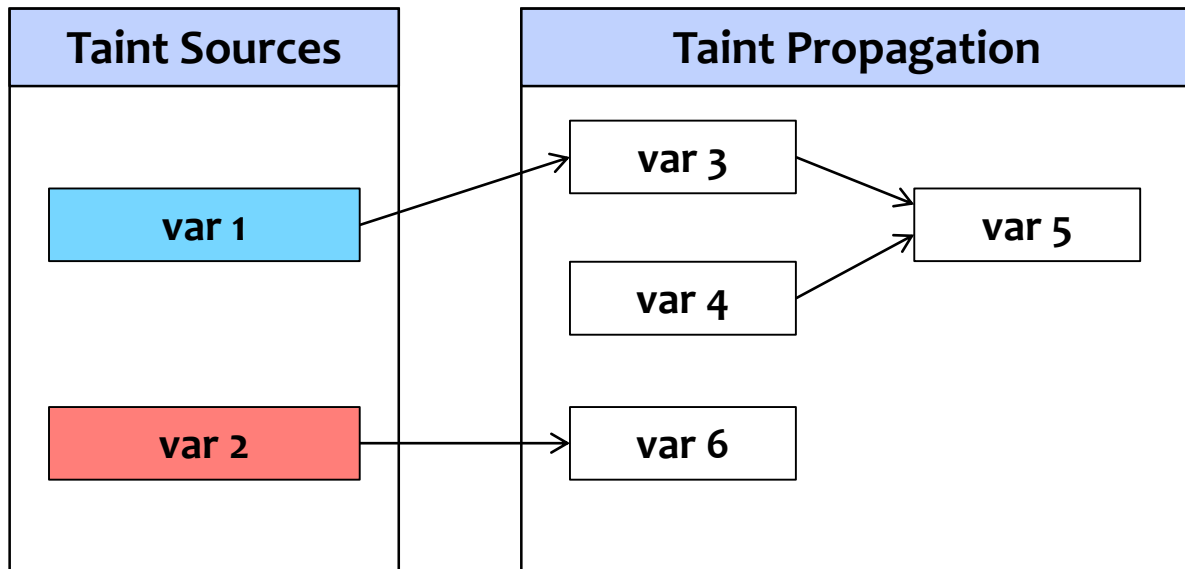 Taint Sources
Taint Propagation
var 1
var 2
var 3
var 4
var 5
var 6